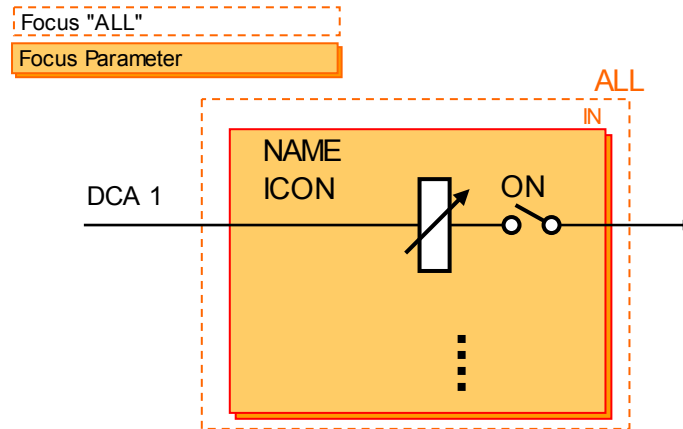 Focus "ALL"
Focus Parameter
ALL
IN
NAME
ICON
DCA 1
ON